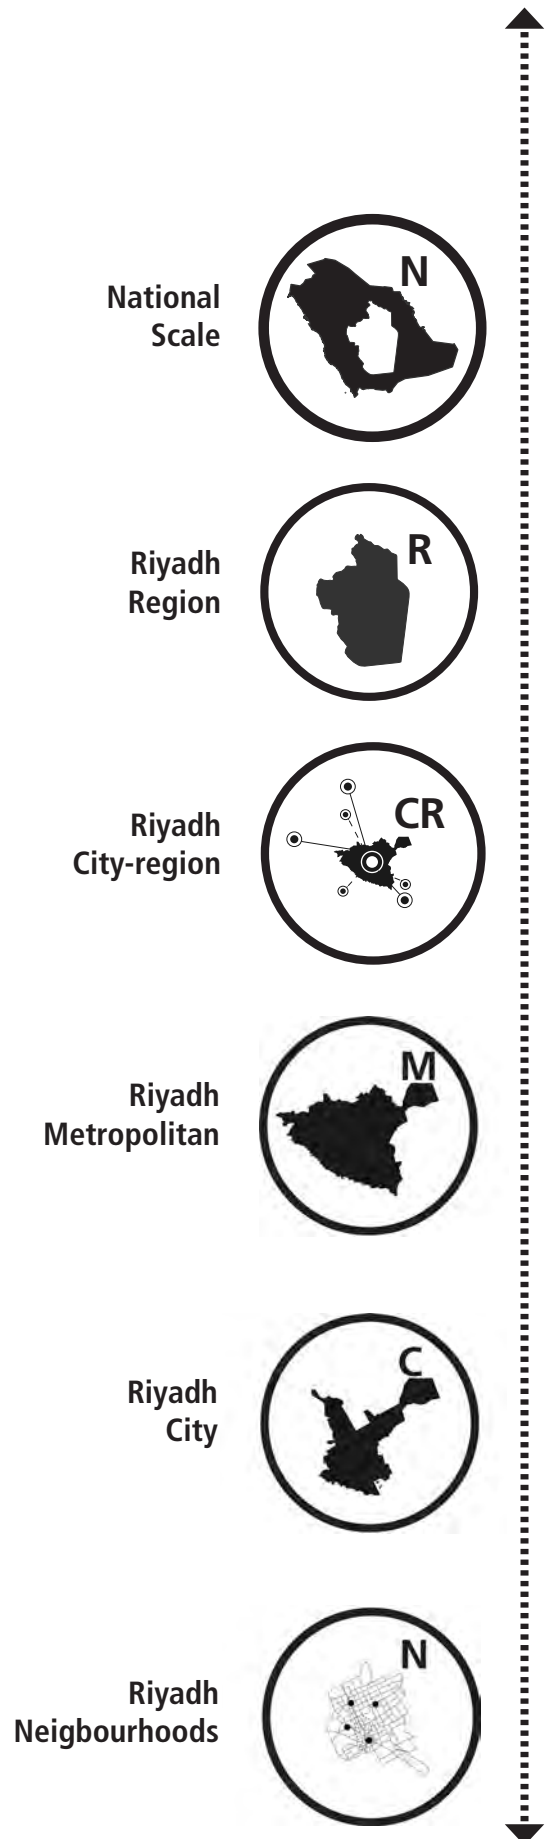 National
Scale
N
Riyadh
Region
R
Riyadh
City-region
CR
Riyadh
Metropolitan
M
Riyadh
City
C
Riyadh
Neigbourhoods
N